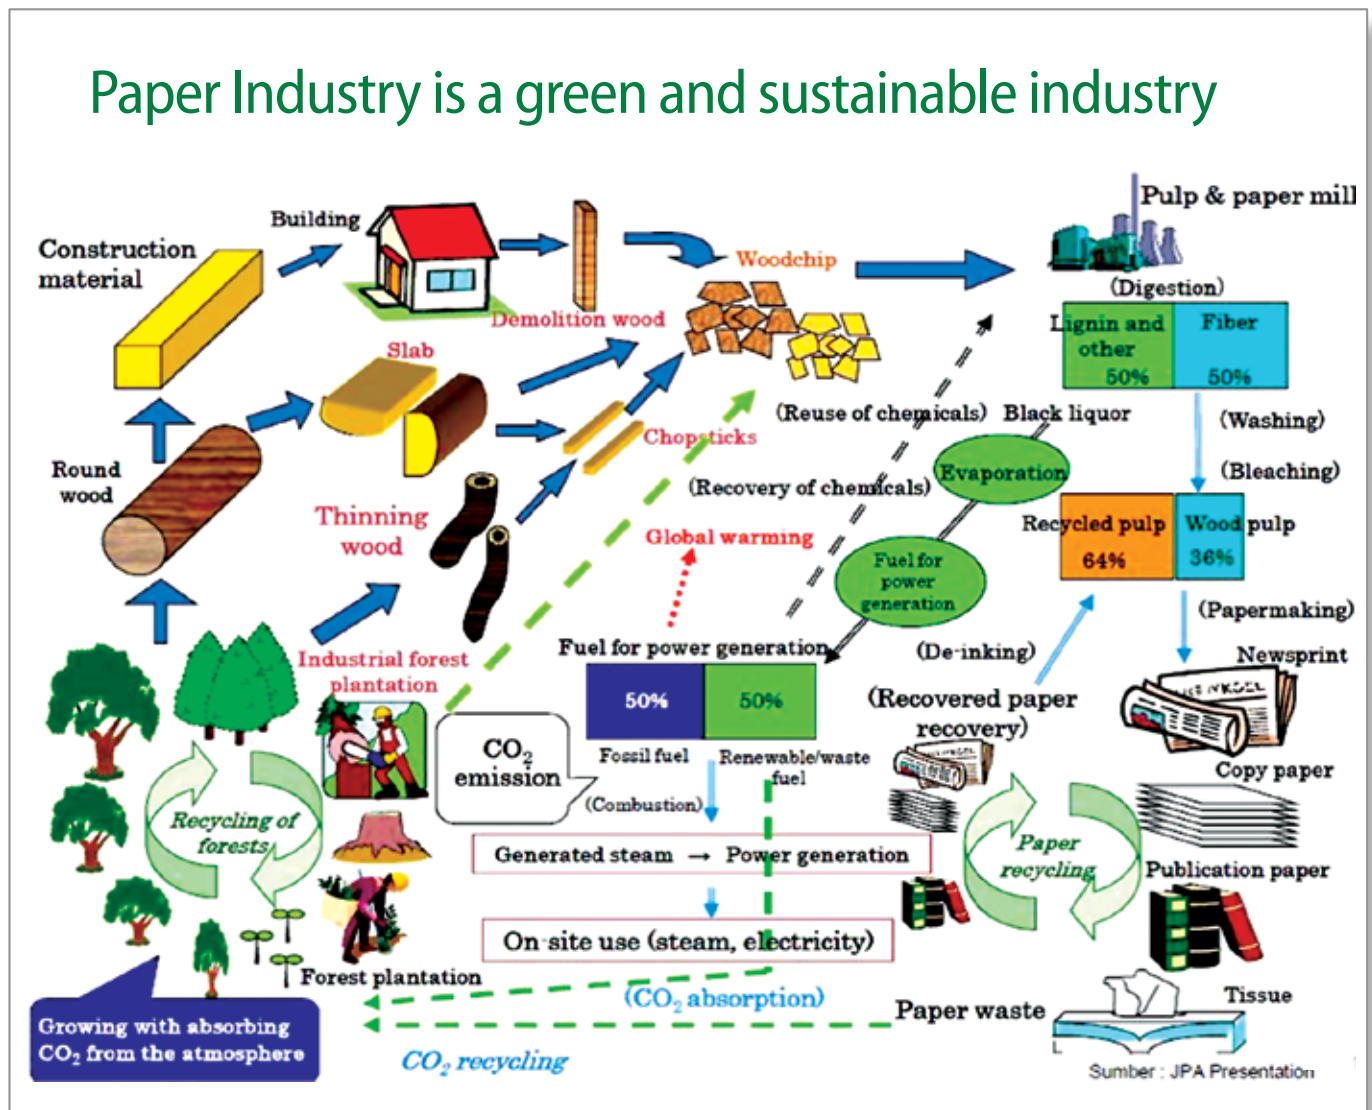 Paper Industry is a green and sustainable industry
Pulp & paper mill
Building
Construction
material
Woodchip
(Digestion)
Demolition wood
Lignin and
other
50%
Fiber
50%
Slab
(Reuse of chemicals)
Black liquor
(Washing)
Chopsticks
Round
wood
Evaporation
(Bleaching)
(Recovery of chemicals)
Thinning
wood
Global warming
Recycled pulp
64%
Wood pulp
36%
Fuel for
power
generation
(Papermaking)
Fuel for power generation
(De-inking)
Newsprint
Industrial forest
plantation
50%
50%
(Recovered paper
recovery)
CO₂
emission
Fossil fuel
Renewable/waste
fuel
Copy paper
(Combustion)
Recycling of
forests
Generated steam → Power generation
Paper
recycling
Publication paper
On-site use (steam, electricity)
Forest plantation
(CO₂ absorption)
Paper waste
Tissue
Growing with absorbing
CO₂ from the atmosphere
CO₂ recycling
Sumber : JPA Presentation